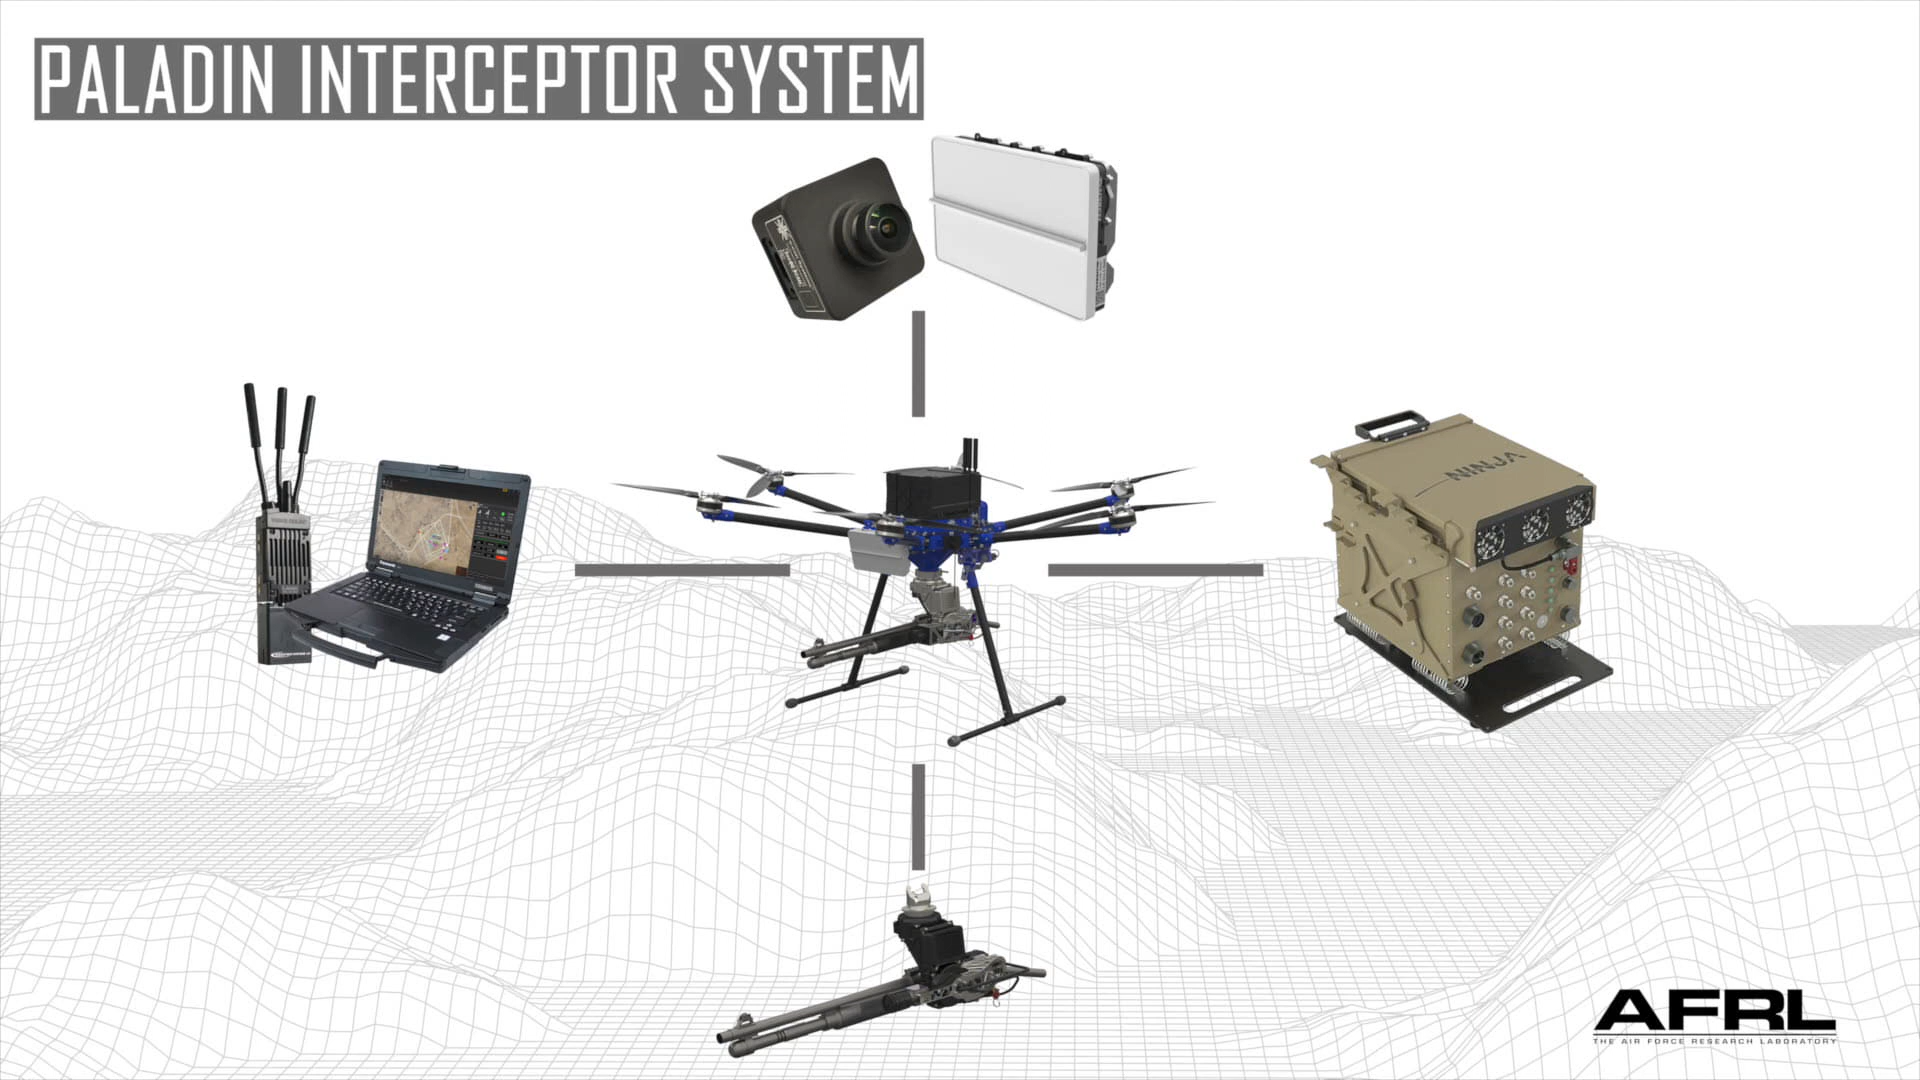 PALADIN INTERCEPTOR SYSTEM
NINJA
AFRL
THE AIR FORCE RESEARCH LABORATORY